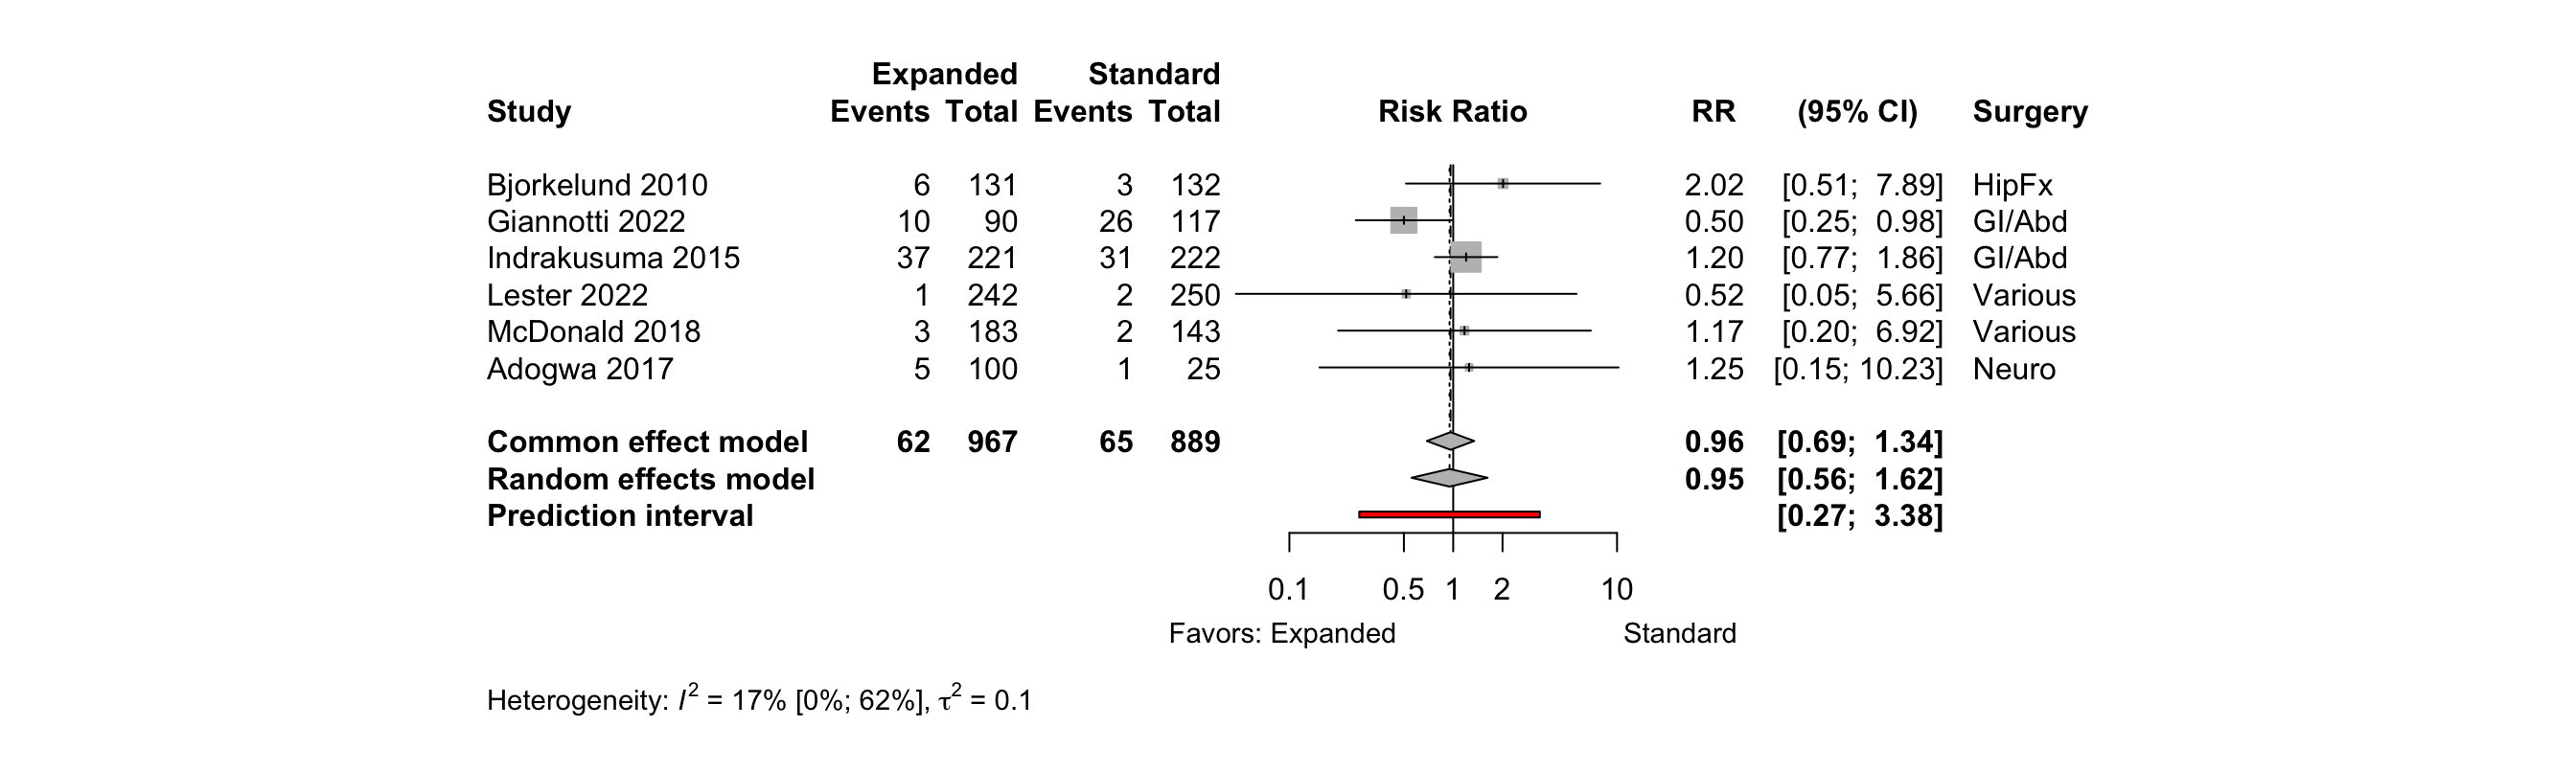 Expanded Standard
Study Events Total Events Total Risk Ratio RR (95% CI) Surgery
Bjorkelund 2010 6 131 3 132 2.02 [0.51; 7.89] HipFx
Giannotti 2022 10 90 26 117 0.50 [0.25; 0.98] GI/Abd
Indrakusuma 2015 37 221 31 222 1.20 [0.77; 1.86] GI/Abd
Lester 2022 1 242 2 250 0.52 [0.05; 5.66] Various
McDonald 2018 3 183 2 143 1.17 [0.20; 6.92] Various
Adogwa 2017 5 100 1 25 1.25 [0.15; 10.23] Neuro
Common effect model 62 967 65 889 0.96 [0.69; 1.34]
Random effects model 0.95 [0.56; 1.62]
Prediction interval [0.27; 3.38]
0.1 0.5 1 2 10
Favors: Expanded Standard
Heterogeneity: I² = 17% [0%; 62%], τ² = 0.1